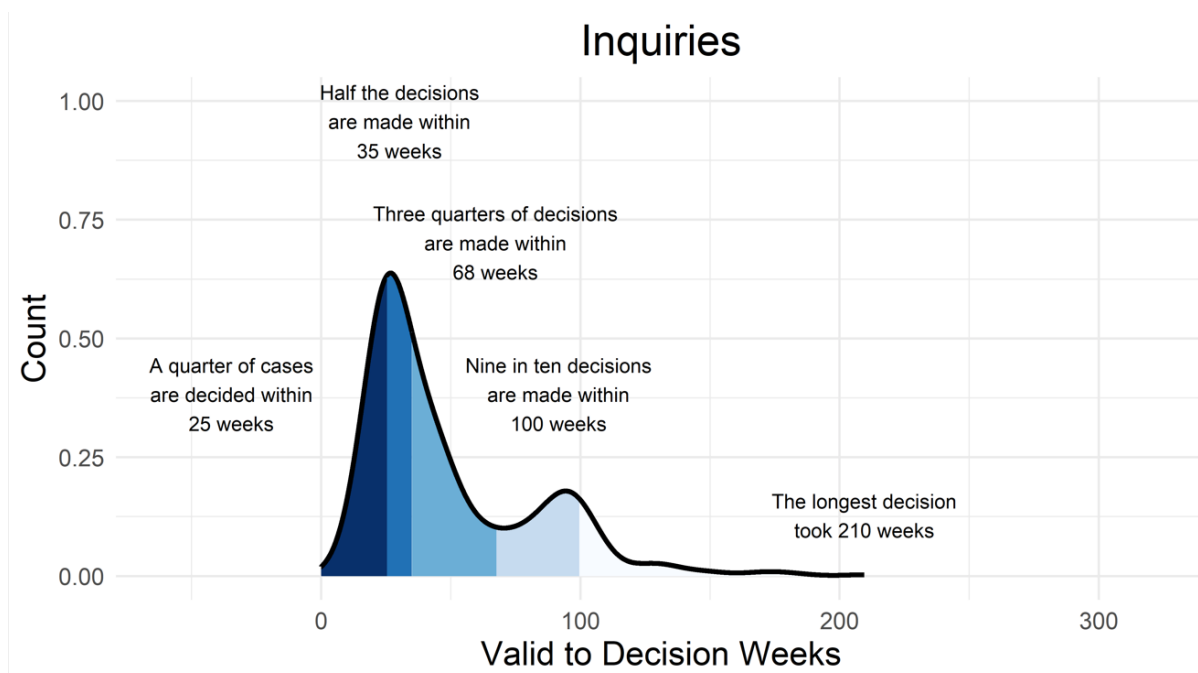 Inquiries
1.00
Half the decisions
are made within
35 weeks
0.75
Three quarters of decisions
are made within
68 weeks
Count
0.50
A quarter of cases
are decided within
25 weeks
Nine in ten decisions
are made within
100 weeks
0.25
The longest decision
took 210 weeks
0.00
0
100
200
300
Valid to Decision Weeks